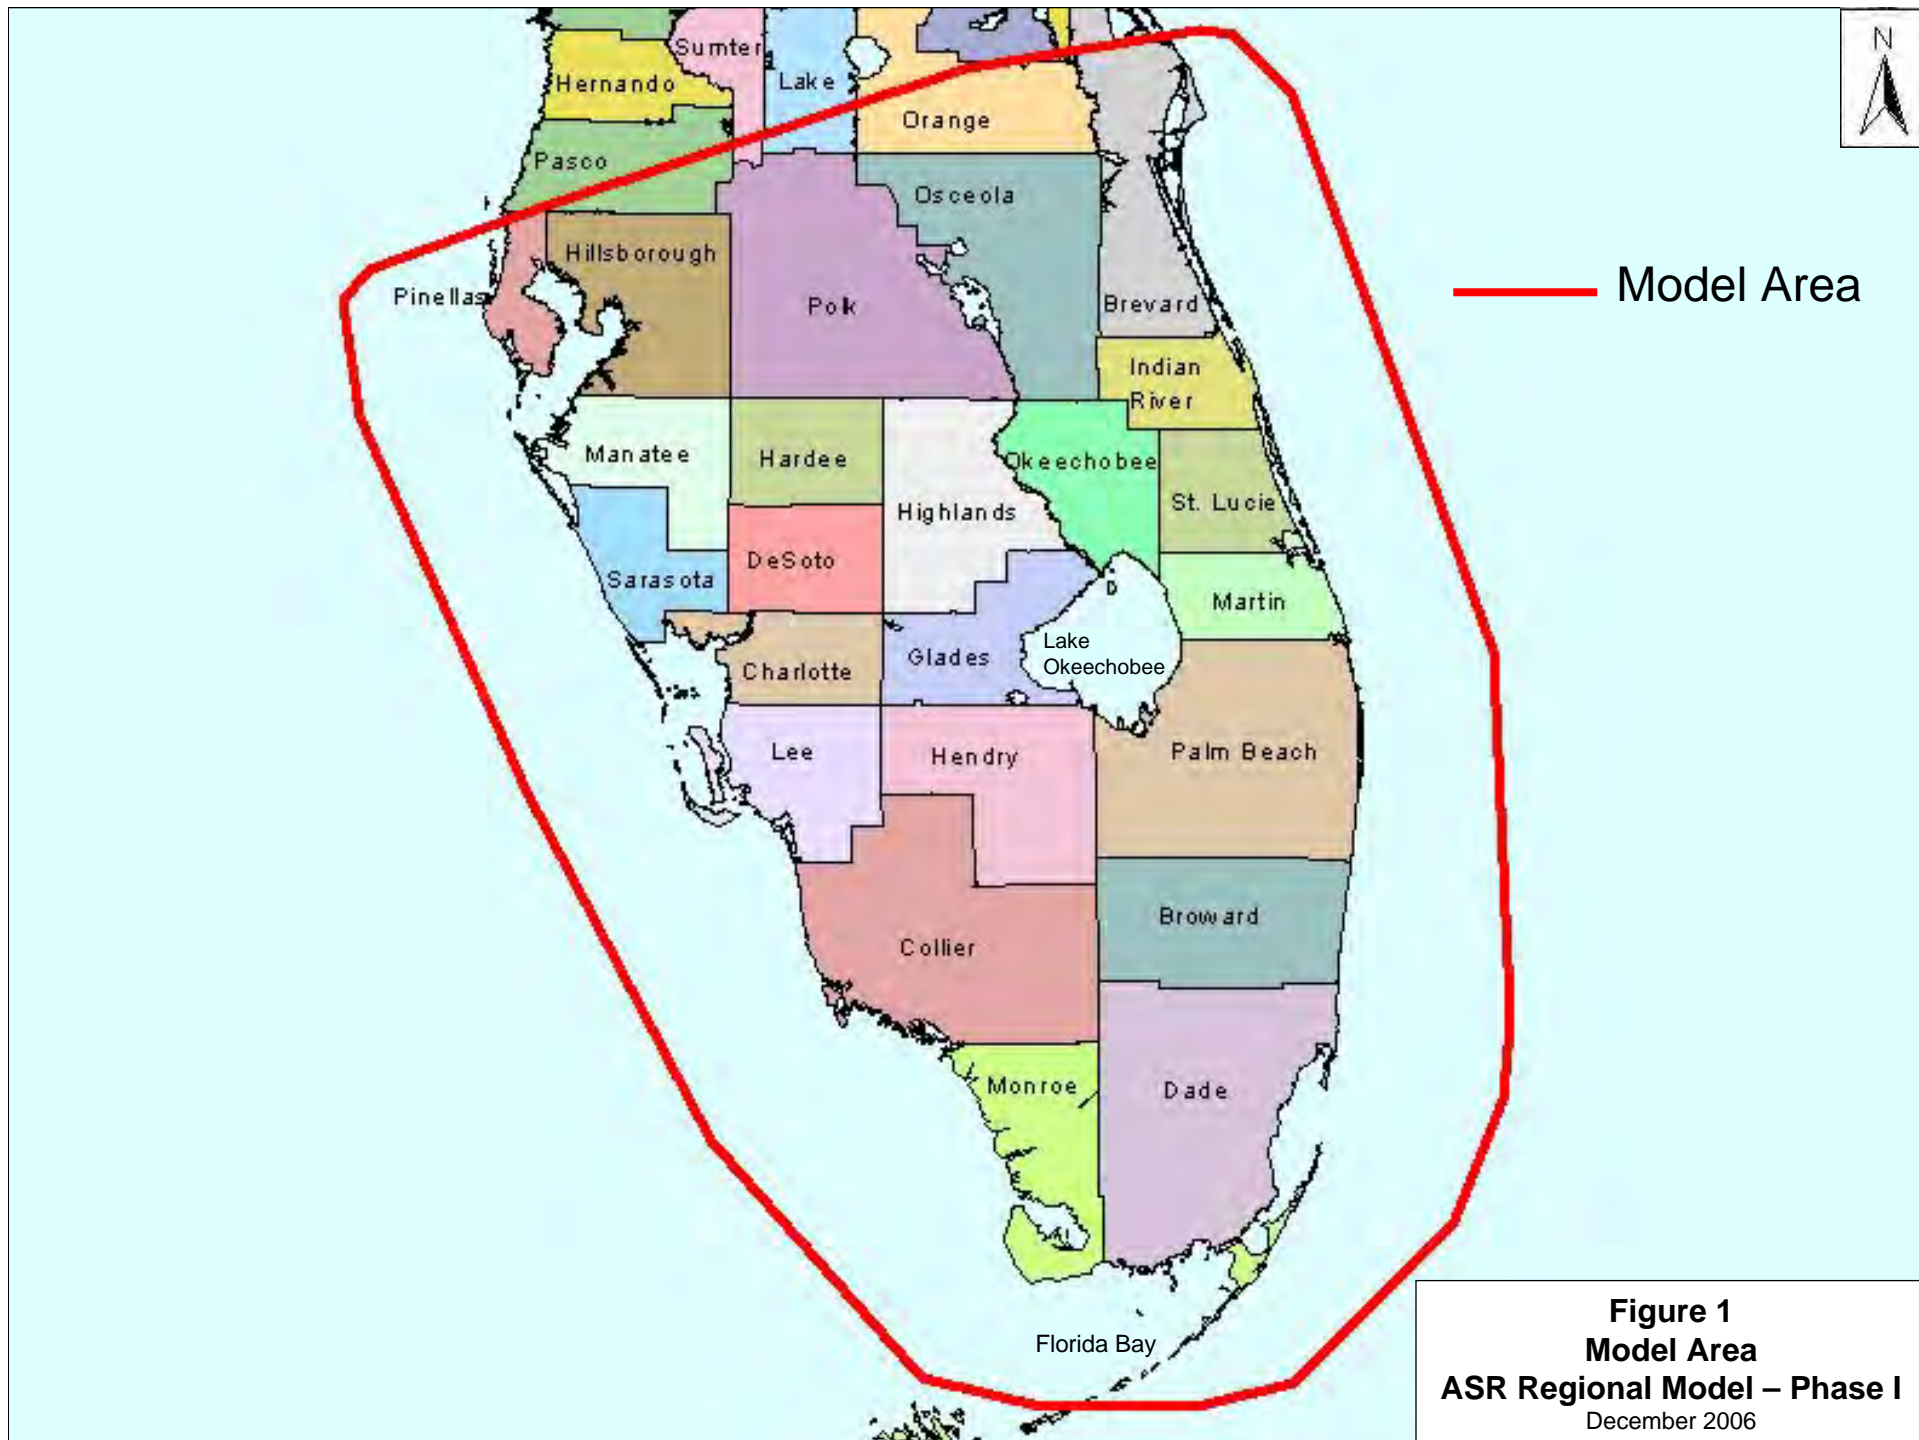 N
Sumter
Hernando
Lake
Orange
Pasco
Osceola
Hillsborough
Pinellas
Polk
Brevard
Model Area
Indian
River
Manatee
Hardee
Okeechobee
Highlands
St. Lucie
DeSoto
Sarasota
Martin
Lake
Okeechobee
Glades
Charlotte
Lee
Hendry
Palm Beach
Broward
Collier
Monroe
Dade
Florida Bay
Figure 1
Model Area
ASR Regional Model – Phase I
December 2006